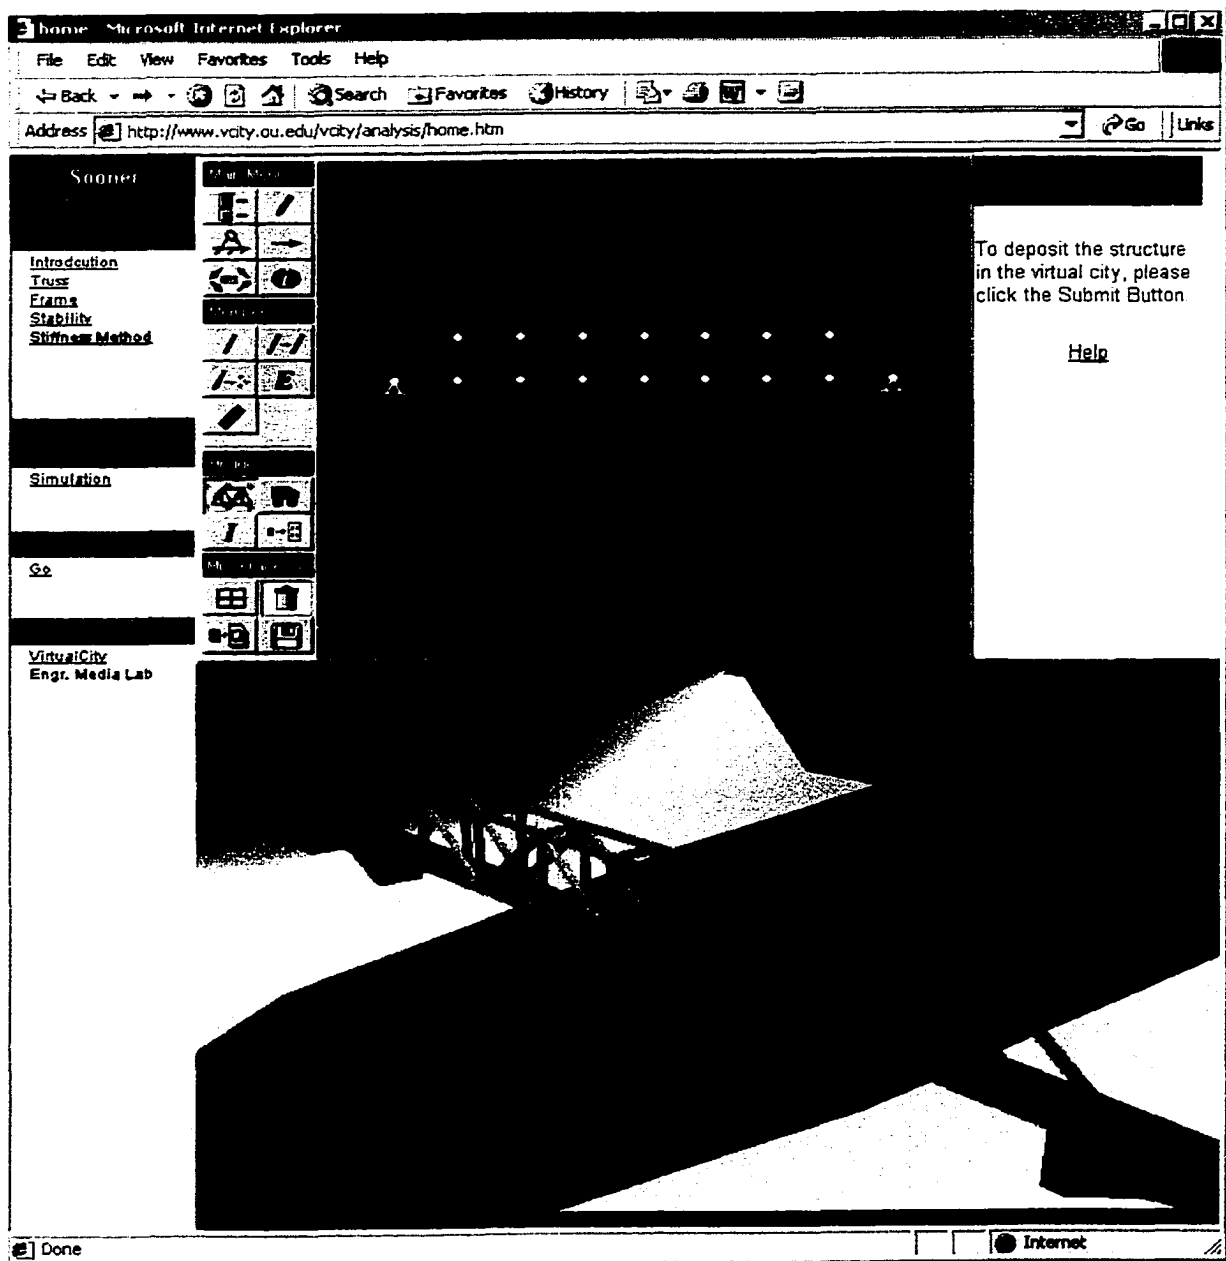 home - Microsoft Internet Explorer
File Edit View Favorites Tools Help
Back Search Favorites History
Address http://www.vcity.ou.edu/vcity/analysis/home.htm Go Links
Sooner
Introdcution
Truss
Frame
Stability
Stiffness Method
Simulation
Go
VirtualCity
Engr. Media Lab
Main Menu
E
I
To deposit the structure
in the virtual city, please
click the Submit Button
Help
Done
Internet